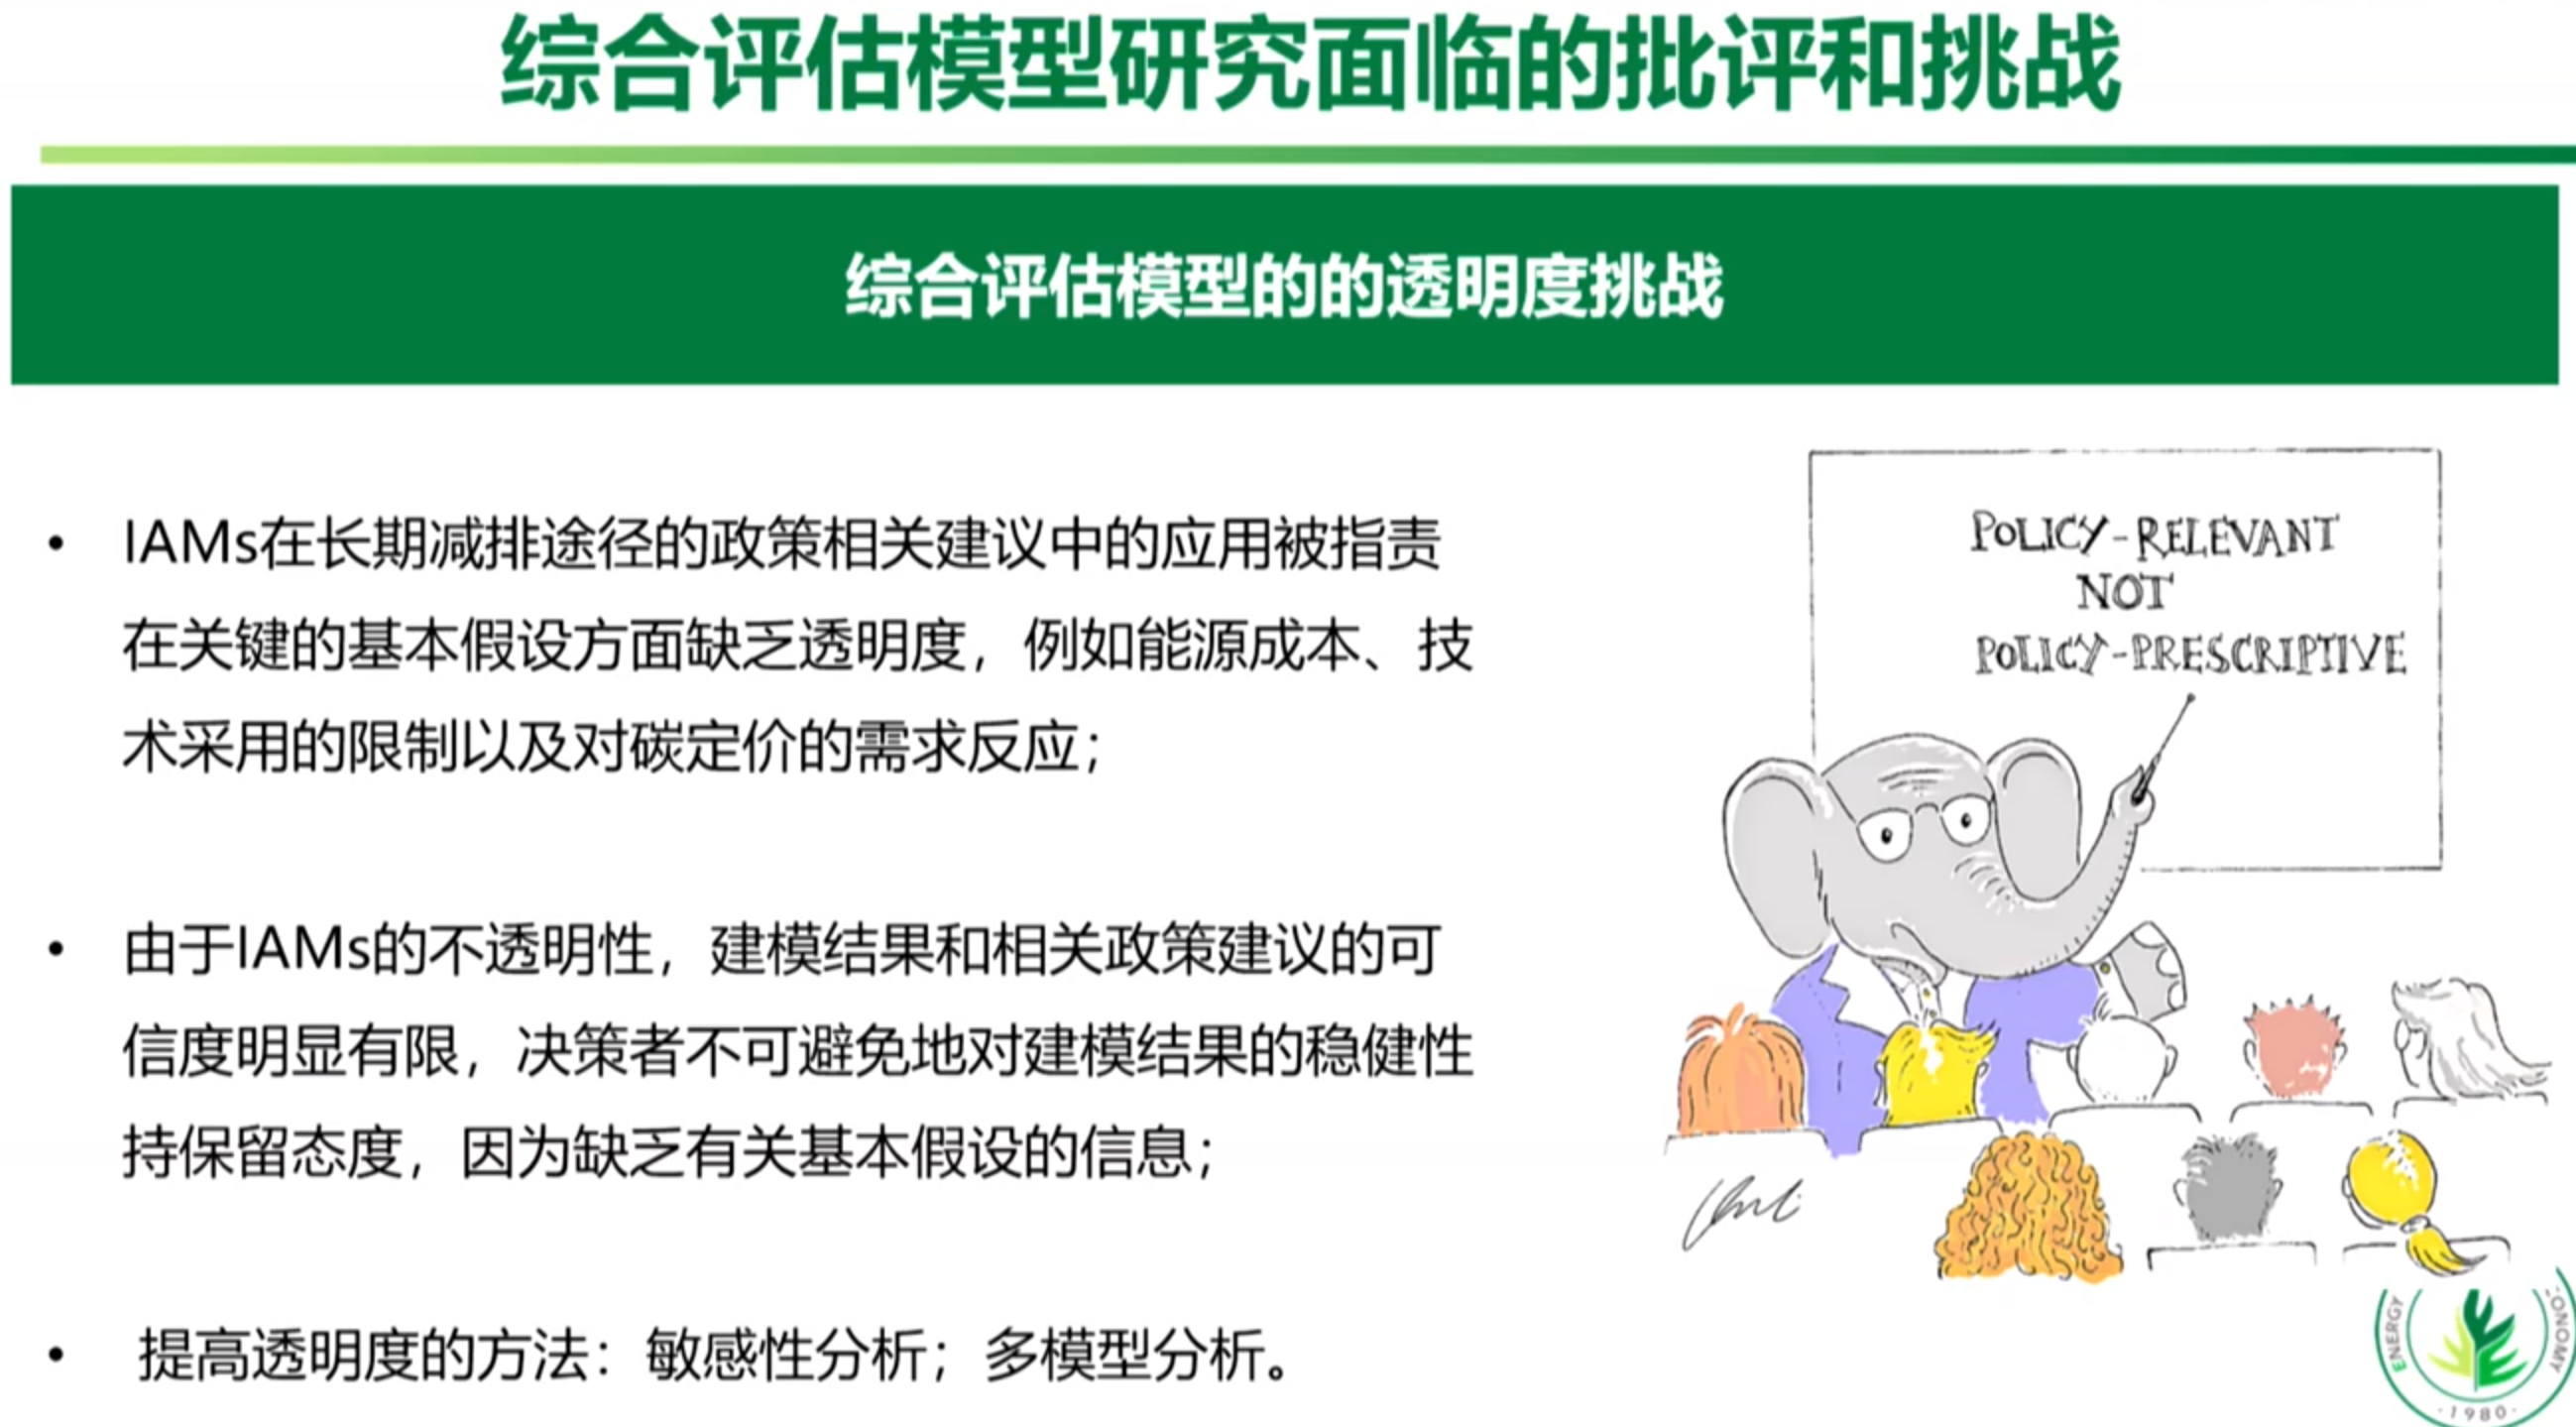 综合评估模型研究面临的批评和挑战
综合评估模型的的透明度挑战
• IAMs在长期减排途径的政策相关建议中的应用被指责
在关键的基本假设方面缺乏透明度，例如能源成本、技
术采用的限制以及对碳定价的需求反应；
• 由于IAMs的不透明性，建模结果和相关政策建议的可
信度明显有限，决策者不可避免地对建模结果的稳健性
持保留态度，因为缺乏有关基本假设的信息；
• 提高透明度的方法：敏感性分析；多模型分析。
POLICY-RELEVANT
NOT
POLICY-PRESCRIPTIVE
ENERGY
·1980·